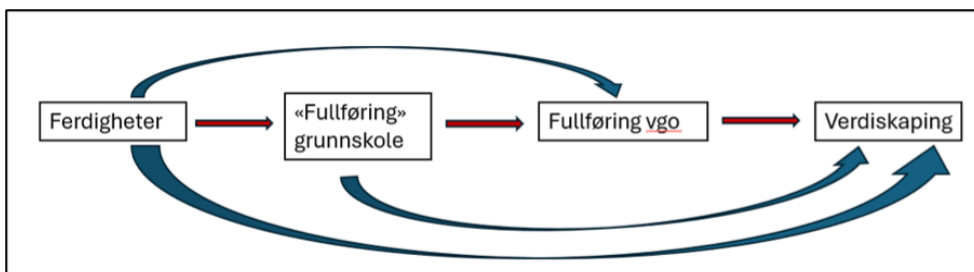 Ferdigheter
«Fullføring»
grunnskole
Fullføring vgo
Verdiskaping